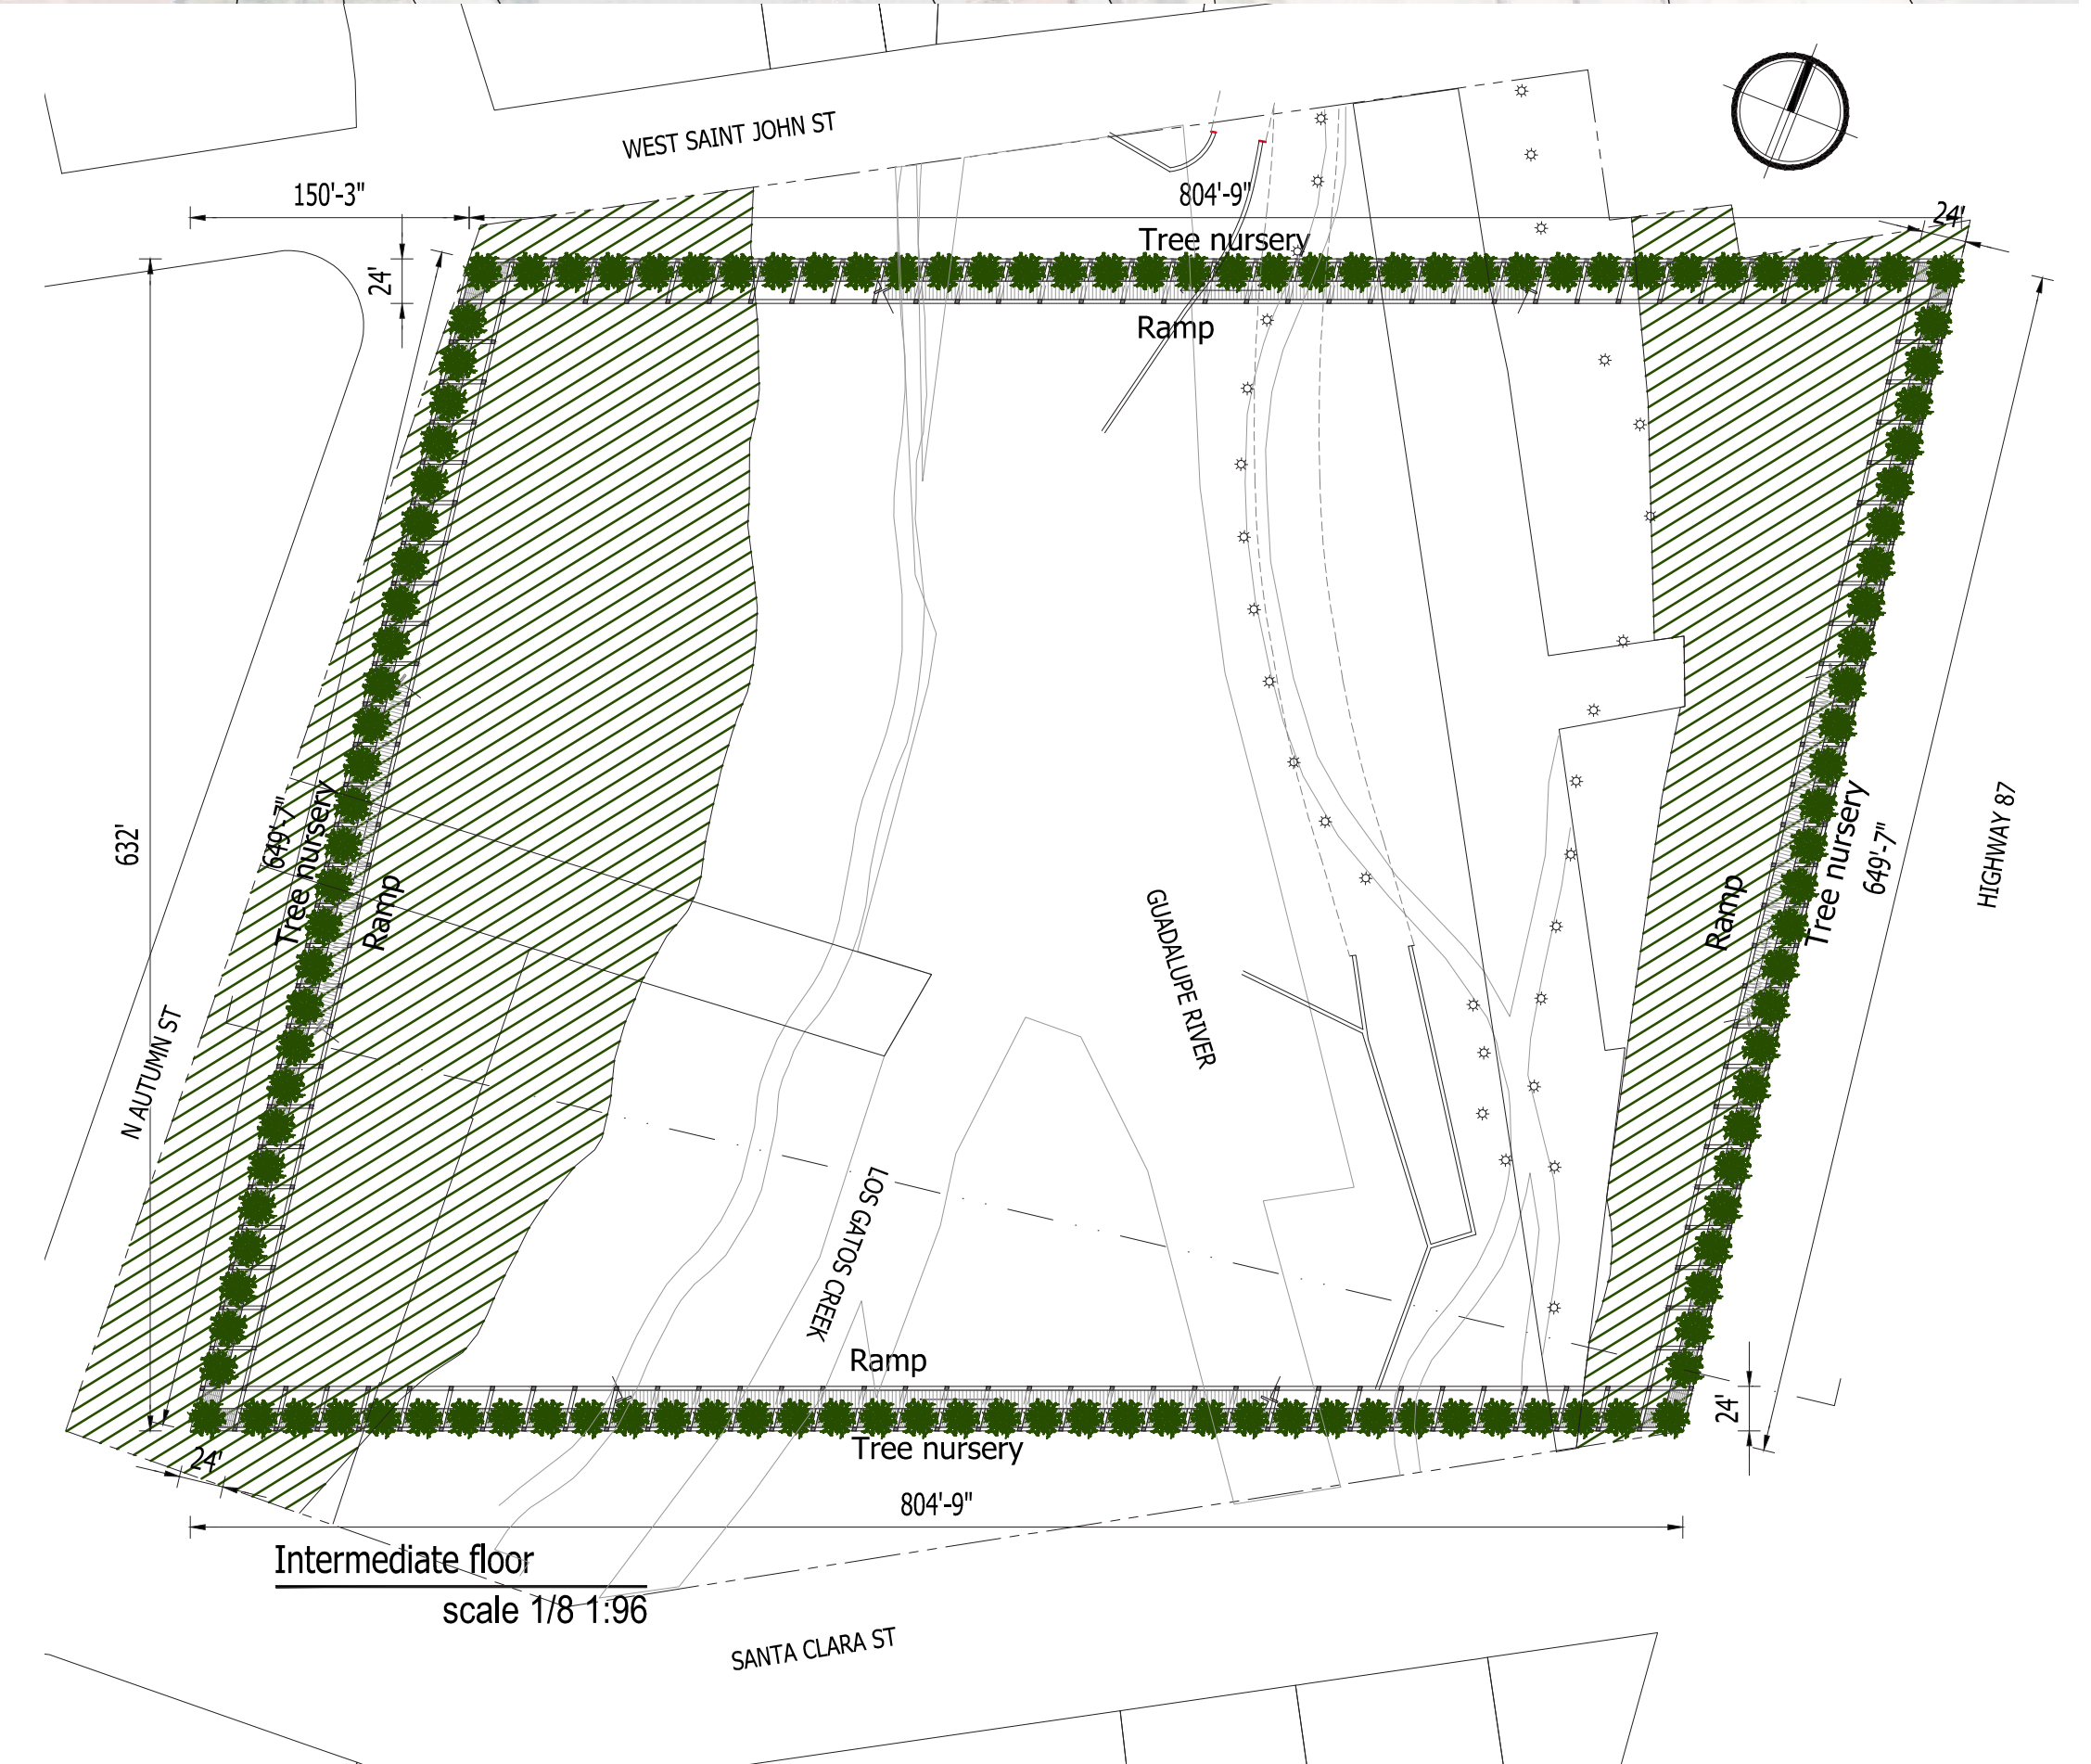 WEST SAINT JOHN ST
150'-3"
804'-9"
24'
Tree nursery
24'
Ramp
632'
649'-7"
Tree nursery
Ramp
N AUTUMN ST
GUADALUPE RIVER
LOS GATOS CREEK
Ramp
Tree nursery
649'-7"
HIGHWAY 87
Ramp
24'
Tree nursery
24'
804'-9"
Intermediate floor
scale 1/8 1:96
SANTA CLARA ST